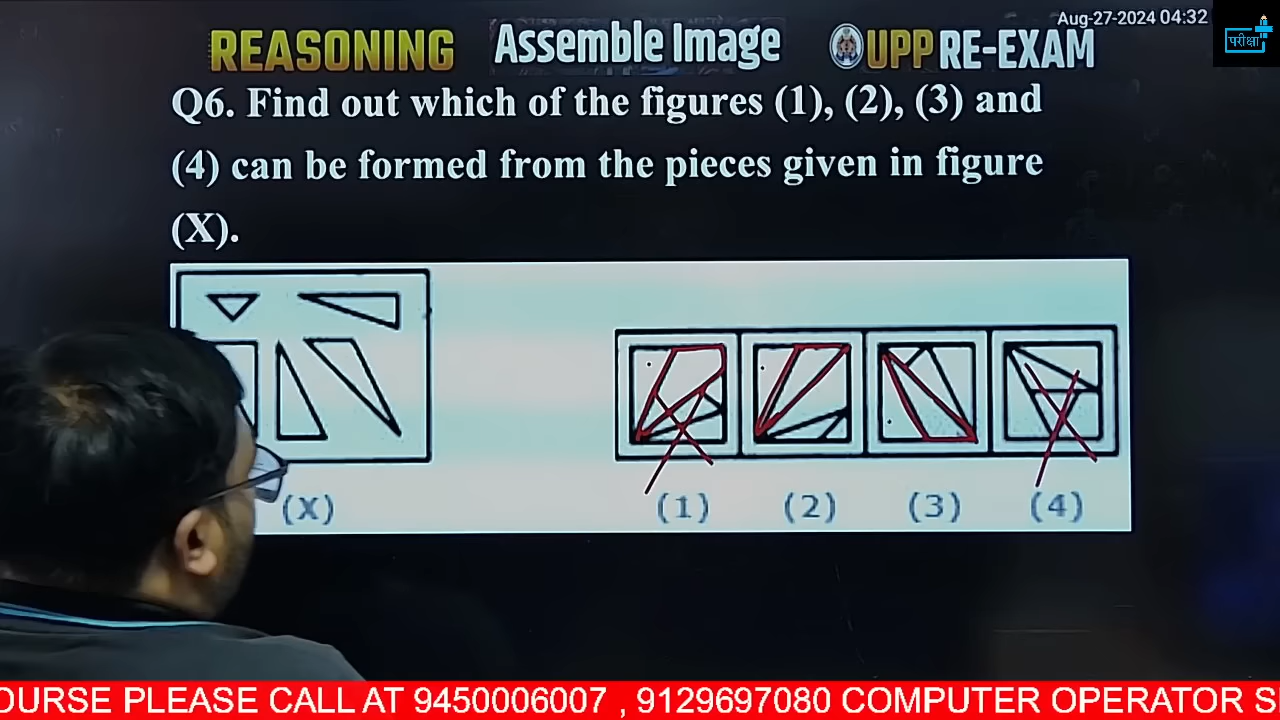 Aug-27-2024 04:32
परीक्षा
REASONING Assemble Image UPP RE-EXAM
Q6. Find out which of the figures (1), (2), (3) and
(4) can be formed from the pieces given in figure
(X).
(X) (1) (2) (3) (4)
OURSE PLEASE CALL AT 9450006007 , 9129697080 COMPUTER OPERATOR S